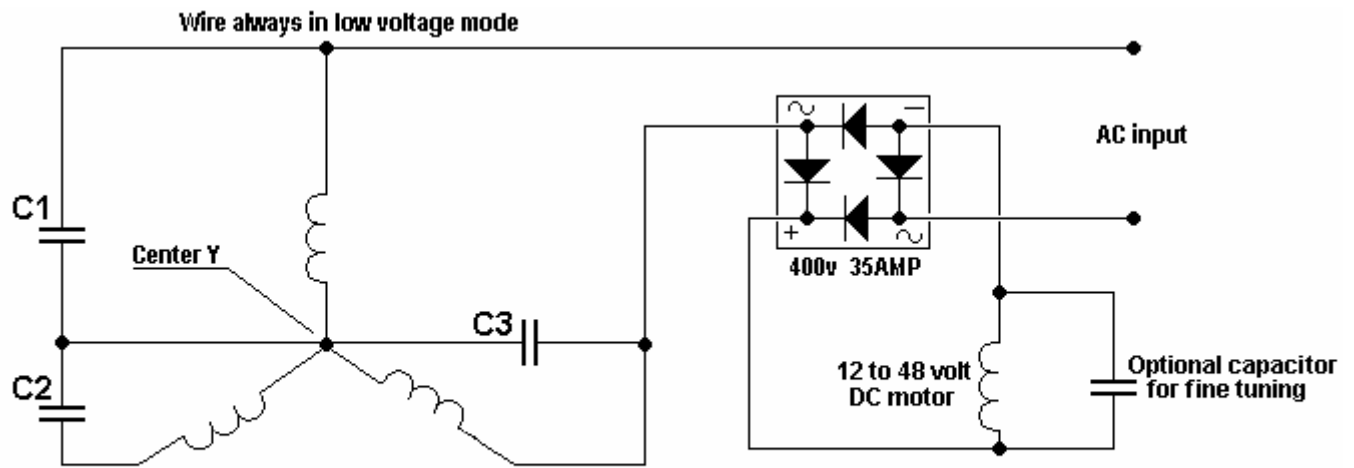 Wire always in low voltage mode
AC input
C1
Center Y
400v 35AMP
C3
C2
12 to 48 volt
DC motor
Optional capacitor
for fine tuning